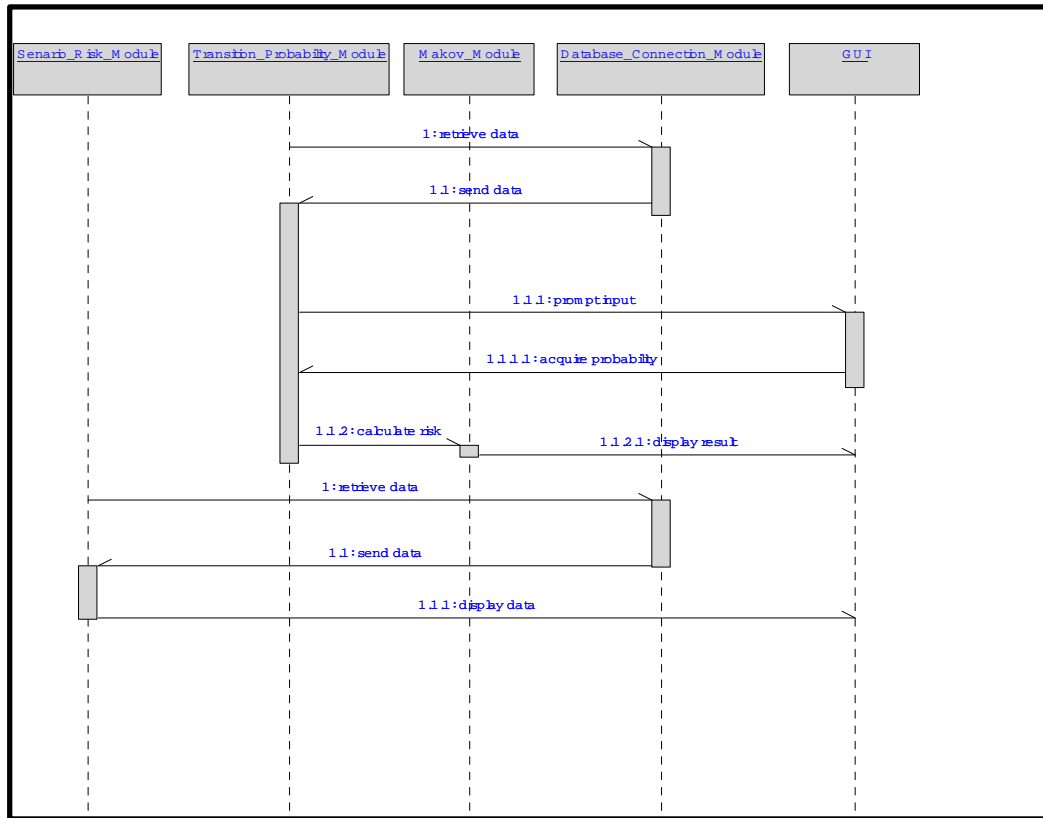 Senario_Risk_Module
Transition_Probabilty_Module
Makov_Module
Database_Connection_Module
GUI
1:retrieve data
1.1:send data
1.1.1:prompt input
1.1.1.1:acquire probabilty
1.1.2:calculate risk
1.1.2.1:display result
1:retrieve data
1.1:send data
1.1.1:display data